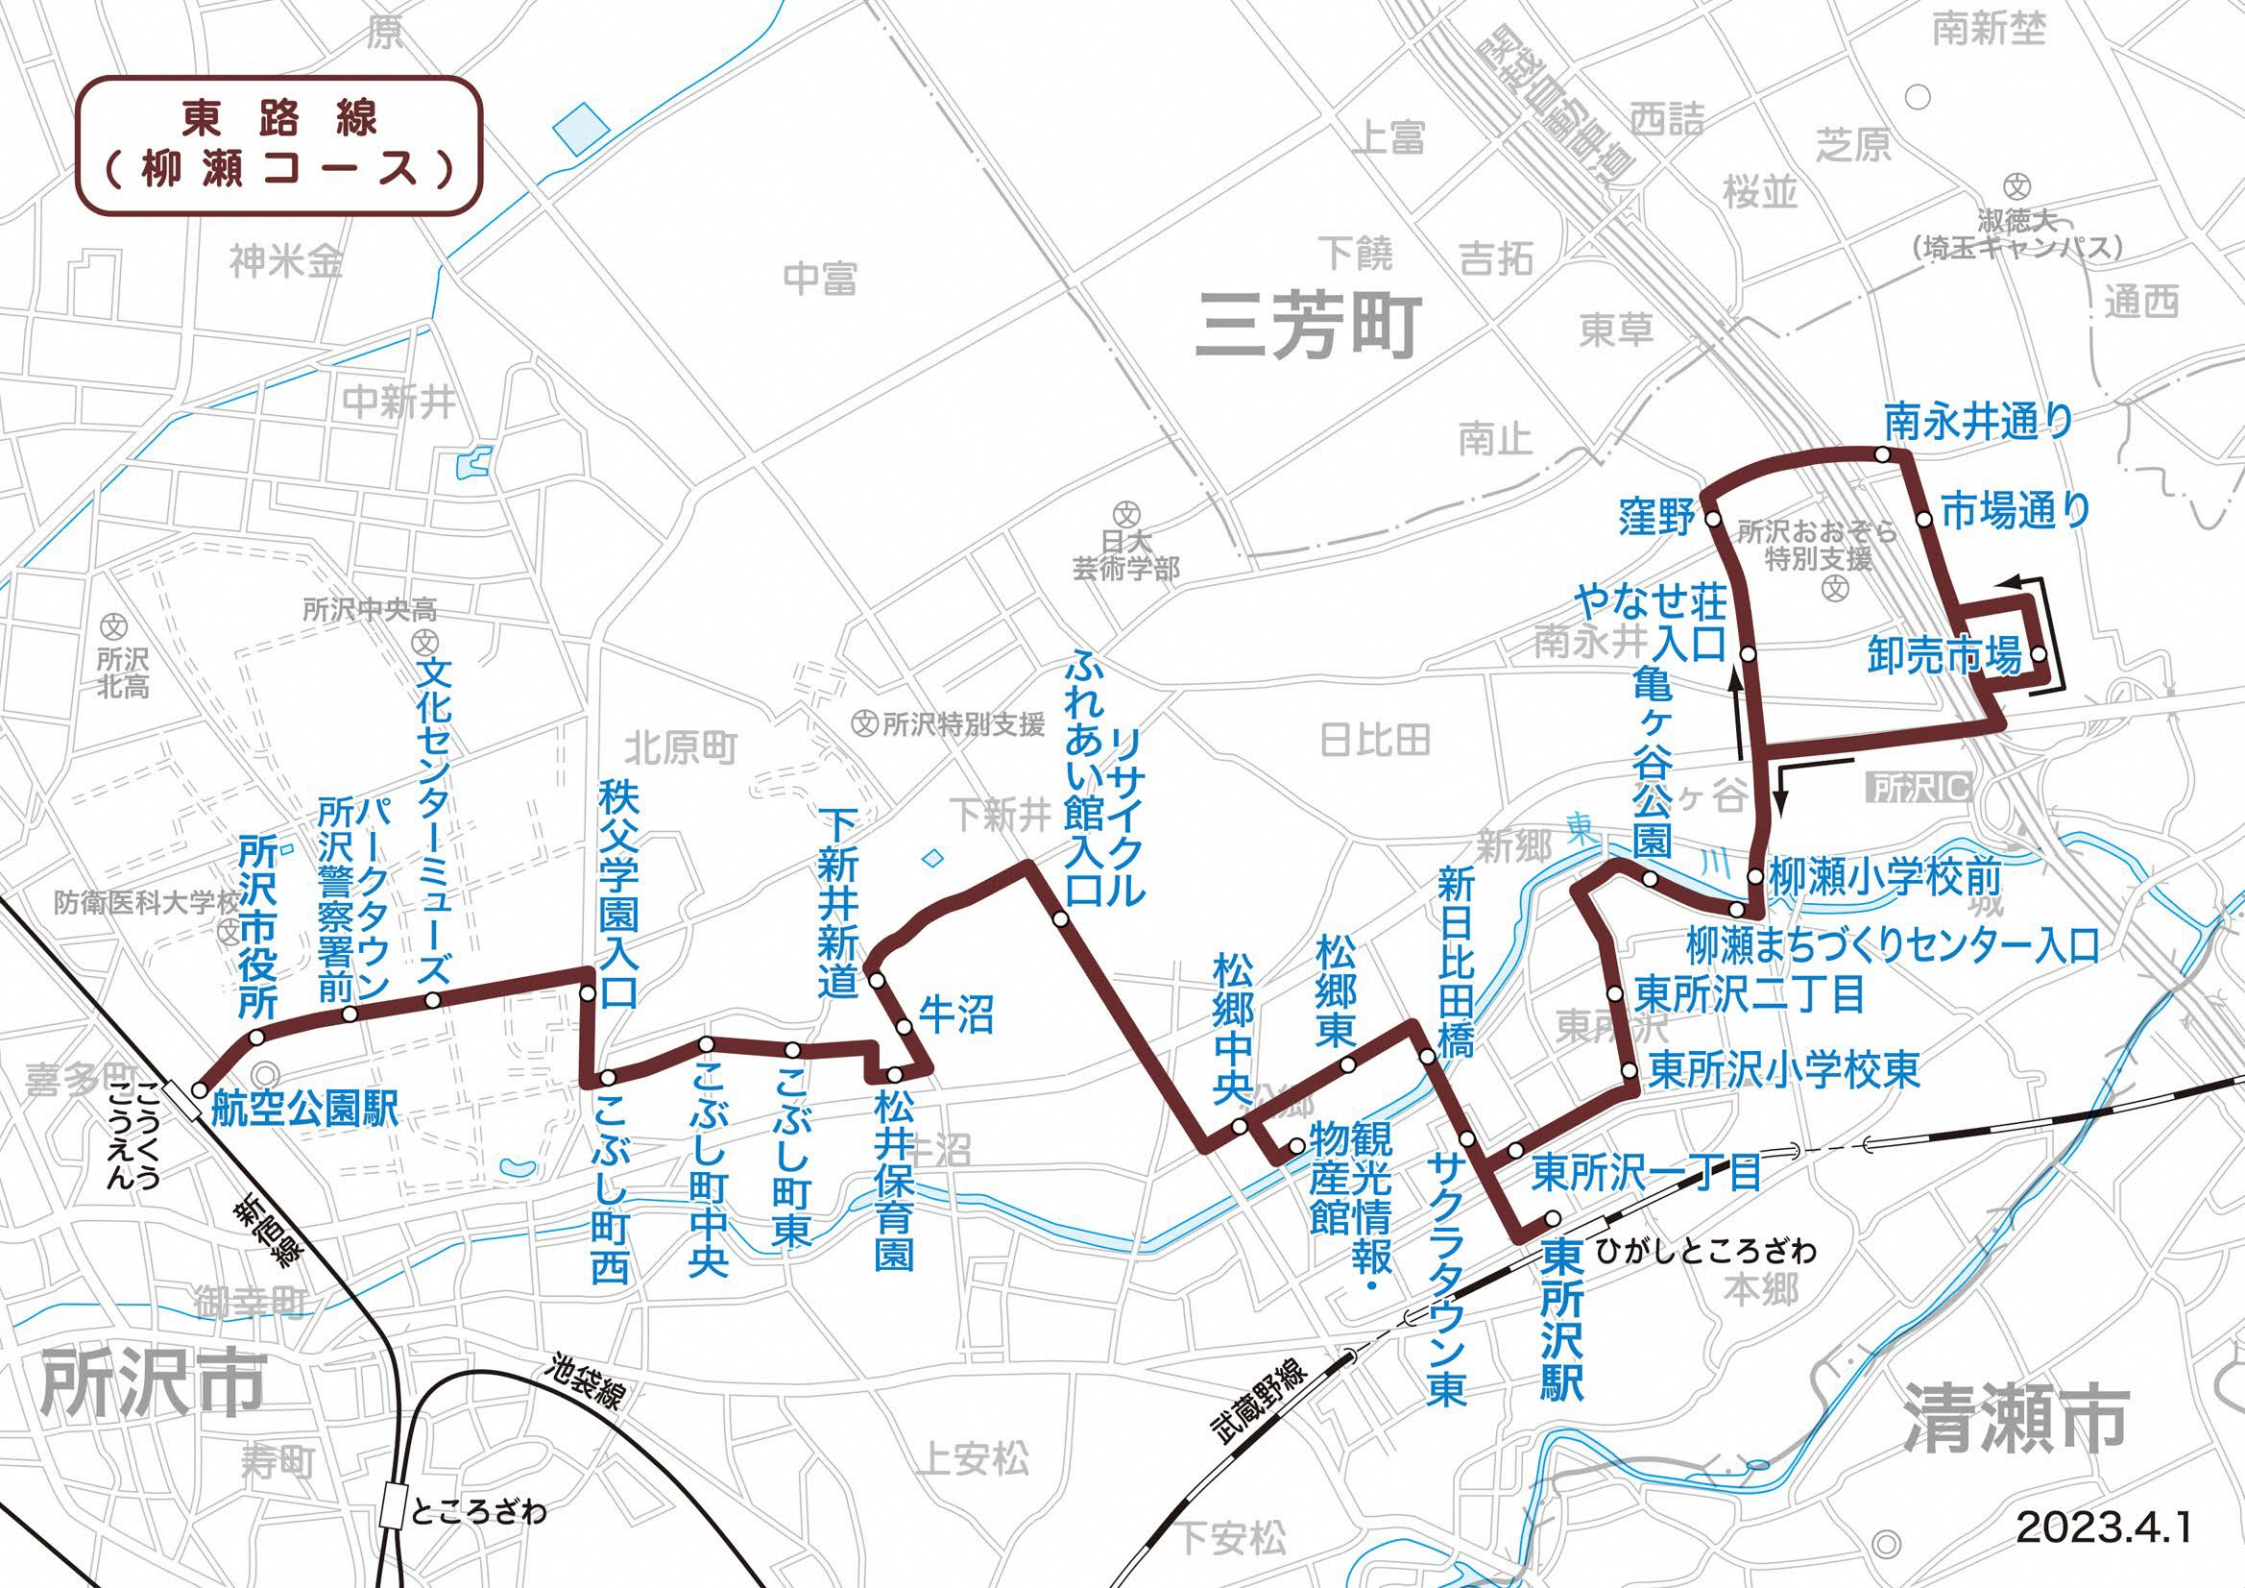 東路線
(柳瀬コース)
原
南新埜
関越自動車道
西詰
上富
芝原
桜並
淑徳大
(埼玉キャンパス)
神米金
中富
下饒
吉拓
三芳町
東草
通西
中新井
南止
南永井通り
市場通り
窪野
所沢おおぞら
特別支援
日大
芸術学部
やなせ荘
入口
南永井
卸売市場
所沢中央高
所沢
北高
文化センターミューズ
亀ヶ谷公園
ヶ谷
所沢IC
ふれあい館入口
リサイクル
所沢特別支援
北原町
日比田
下新井
秩父学園入口
下新井新道
パークタウン
所沢警察署前
所沢市役所
防衛医科大学校
新郷
東
川
柳瀬小学校前
城
柳瀬まちづくりセンター入口
新日比田橋
松郷東
松郷中央
松郷
東所沢二丁目
東所沢
東所沢小学校東
牛沼
喜多町
こうくう
こうえん
航空公園駅
こぶし町西
こぶし町中央
こぶし町東
松井保育園
牛沼
観光情報・
物産館
サクラタウン東
東所沢一丁目
東所沢駅
ひがしところざわ
本郷
新宿線
御幸町
所沢市
池袋線
武蔵野線
清瀬市
寿町
上安松
ところざわ
下安松
2023.4.1